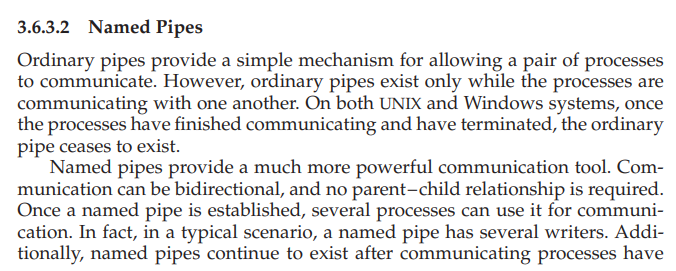 3.6.3.2 Named Pipes
Ordinary pipes provide a simple mechanism for allowing a pair of processes
to communicate. However, ordinary pipes exist only while the processes are
communicating with one another. On both UNIX and Windows systems, once
the processes have finished communicating and have terminated, the ordinary
pipe ceases to exist.
Named pipes provide a much more powerful communication tool. Com-
munication can be bidirectional, and no parent–child relationship is required.
Once a named pipe is established, several processes can use it for communi-
cation. In fact, in a typical scenario, a named pipe has several writers. Addi-
tionally, named pipes continue to exist after communicating processes have